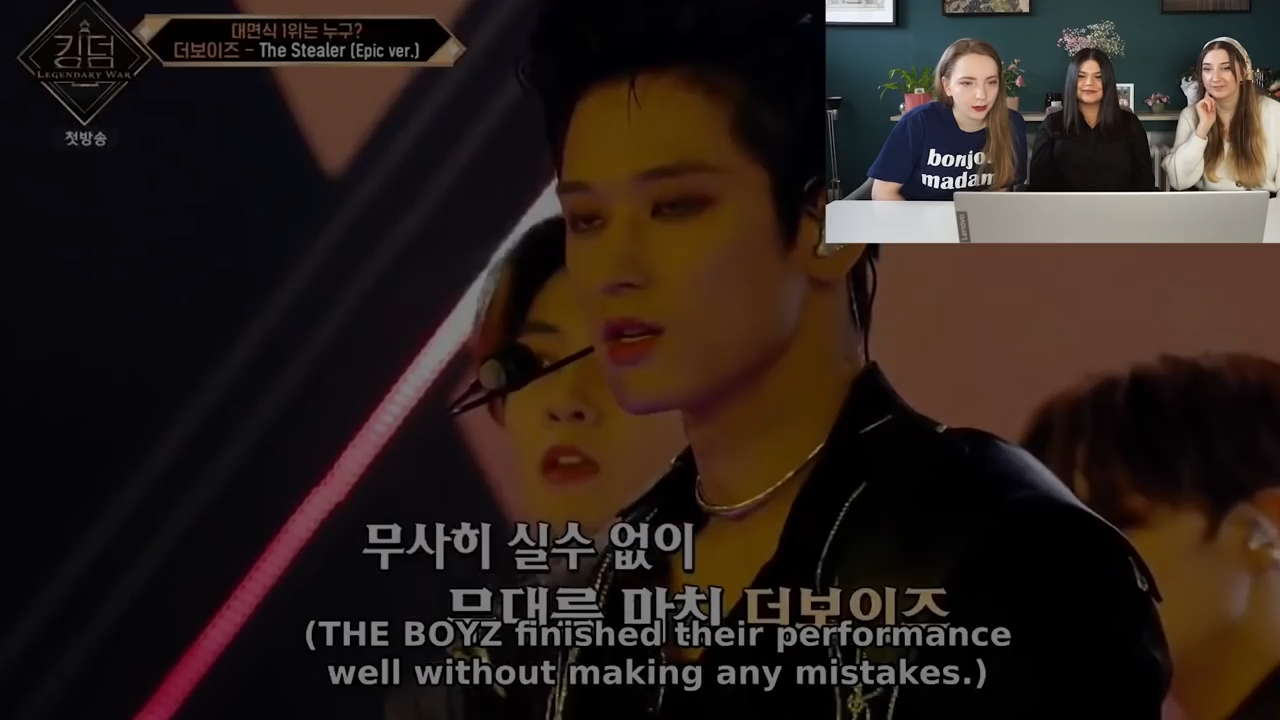 킹덤
LEGENDARY WAR
첫방송
대면식 1위는 누구?
더보이즈 – The Stealer (Epic ver.)
bonjo
madam
Lenovo
무사히 실수 없이
무대를 마친 더보이즈
(THE BOYZ finished their performance
well without making any mistakes.)